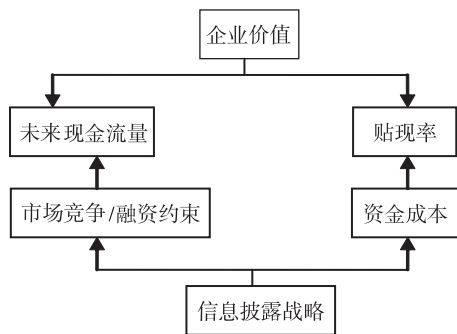 企业价值
未来现金流量
贴现率
市场竞争/融资约束
资金成本
信息披露战略